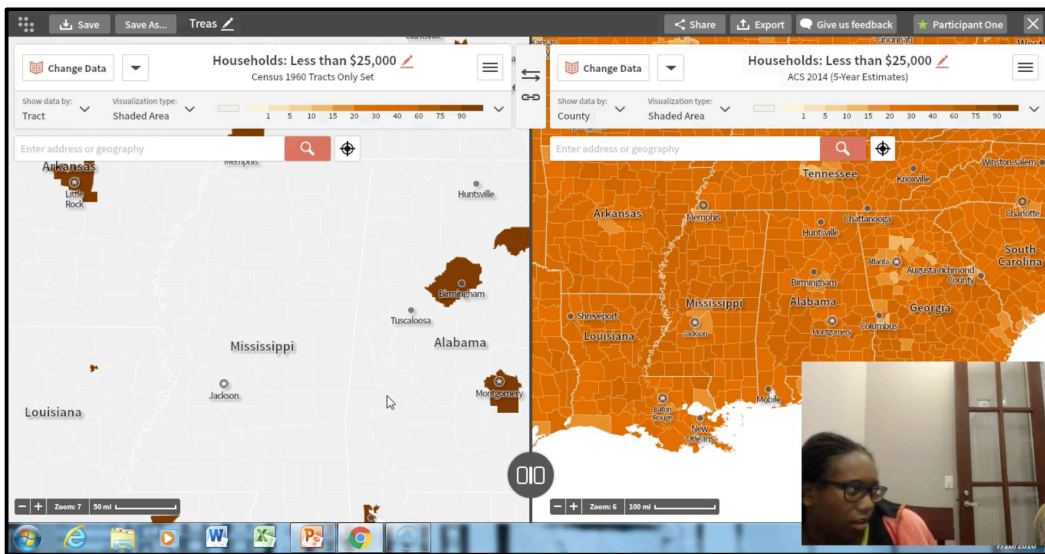 Save
Save As...
Treas
Share
Export
Give us feedback
Participant One
Change Data
Households: Less than $25,000
Census 1960 Tracts Only Set
Show data by:
Tract
Visualization type:
Shaded Area
1 5 10 15 20 30 40 60 75 90
Enter address or geography
Memphis
Arkansas
Little
Rock
Huntsville
Birmingham
Tuscaloosa
Mississippi
Alabama
Jackson
Montgomery
Louisiana
Zoom: 7 50 mi
Kansas
Cincinnati
Change Data
Households: Less than $25,000
ACS 2014 (5-Year Estimates)
Show data by:
County
Visualization type:
Shaded Area
1 5 10 15 20 30 40 60 75 90
Enter address or geography
Winston-salem
Tennessee
Knoxville
Arkansas
Memphis
Chattanooga
Charlotte
Huntsville
South
Carolina
Atlanta
Augusta-richmond
County
Birmingham
Mississippi
Alabama
Georgia
Shreveport
Jackson
Montgomery
Columbus
Louisiana
Baton
Rouge
Mobile
New
Orleans
Zoom: 6 100 mi